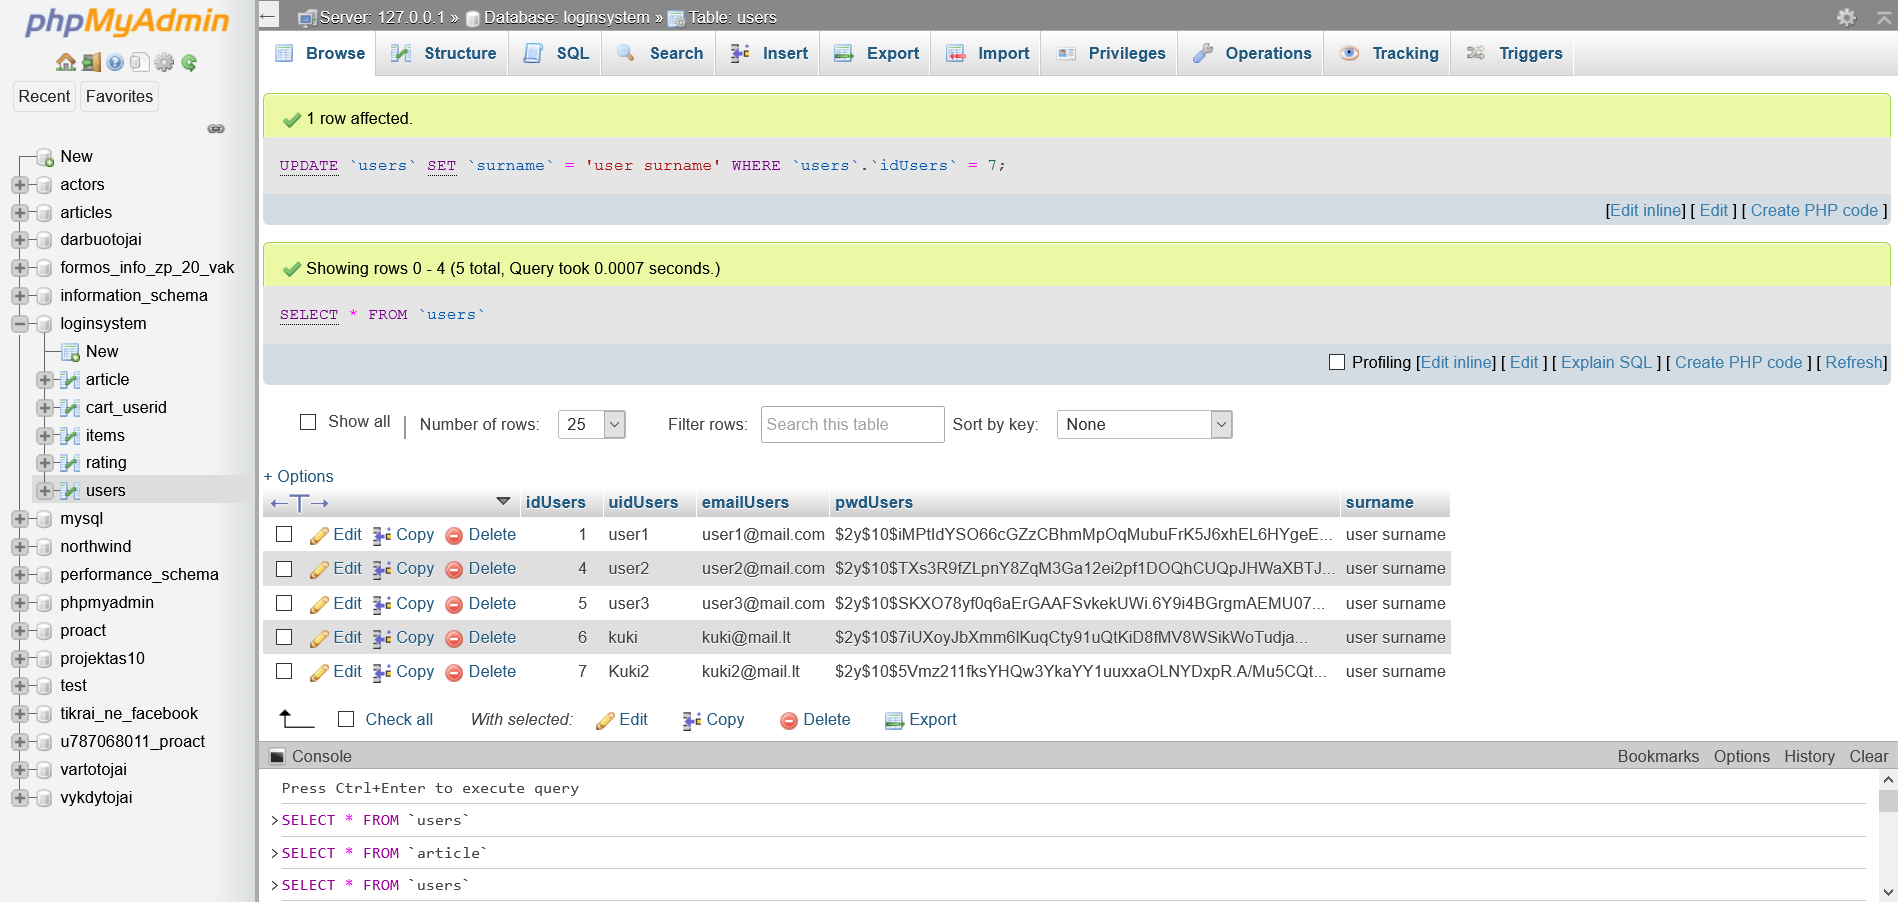 phpMyAdmin
Recent Favorites
New
actors
articles
darbuotojai
formos_info_zp_20_vak
information_schema
loginsystem
New
article
cart_userid
items
rating
users
mysql
northwind
performance_schema
phpmyadmin
proact
projektas10
test
tikrai_ne_facebook
u787068011_proact
vartotojai
vykdytojai
Server: 127.0.0.1 » Database: loginsystem » Table: users
Browse Structure SQL Search Insert Export Import Privileges Operations Tracking Triggers
1 row affected.
UPDATE `users` SET `surname` = 'user surname' WHERE `users`.`idUsers` = 7;
[Edit inline] [ Edit ] [ Create PHP code ]
Showing rows 0 - 4 (5 total, Query took 0.0007 seconds.)
SELECT * FROM `users`
Profiling [Edit inline] [ Edit ] [ Explain SQL ] [ Create PHP code ] [ Refresh]
Show all | Number of rows: 25 Filter rows: Search this table Sort by key: None
+ Options
←T→ idUsers uidUsers emailUsers pwdUsers surname
Edit Copy Delete 1 user1 user1@mail.com $2y$10$iMPtIdYSO66cGZzCBhmMpOqMubuFrK5J6xhEL6HYgeE... user surname
Edit Copy Delete 4 user2 user2@mail.com $2y$10$TXs3R9fZLpnY8ZqM3Ga12ei2pf1DOQhCUQpJHWaXBTJ... user surname
Edit Copy Delete 5 user3 user3@mail.com $2y$10$SKXO78yf0q6aErGAAFSvkekUWi.6Y9i4BGrgmAEMU07... user surname
Edit Copy Delete 6 kuki kuki@mail.lt $2y$10$7iUXoyJbXmm6lKuqCty91uQtKiD8fMV8WSikWoTudja... user surname
Edit Copy Delete 7 Kuki2 kuki2@mail.lt $2y$10$5Vmz211fksYHQw3YkaYY1uuxxaOLNYDxpR.A/Mu5CQt... user surname
Check all With selected: Edit Copy Delete Export
Console Bookmarks Options History Clear
Press Ctrl+Enter to execute query
>SELECT * FROM `users`
>SELECT * FROM `article`
>SELECT * FROM `users`